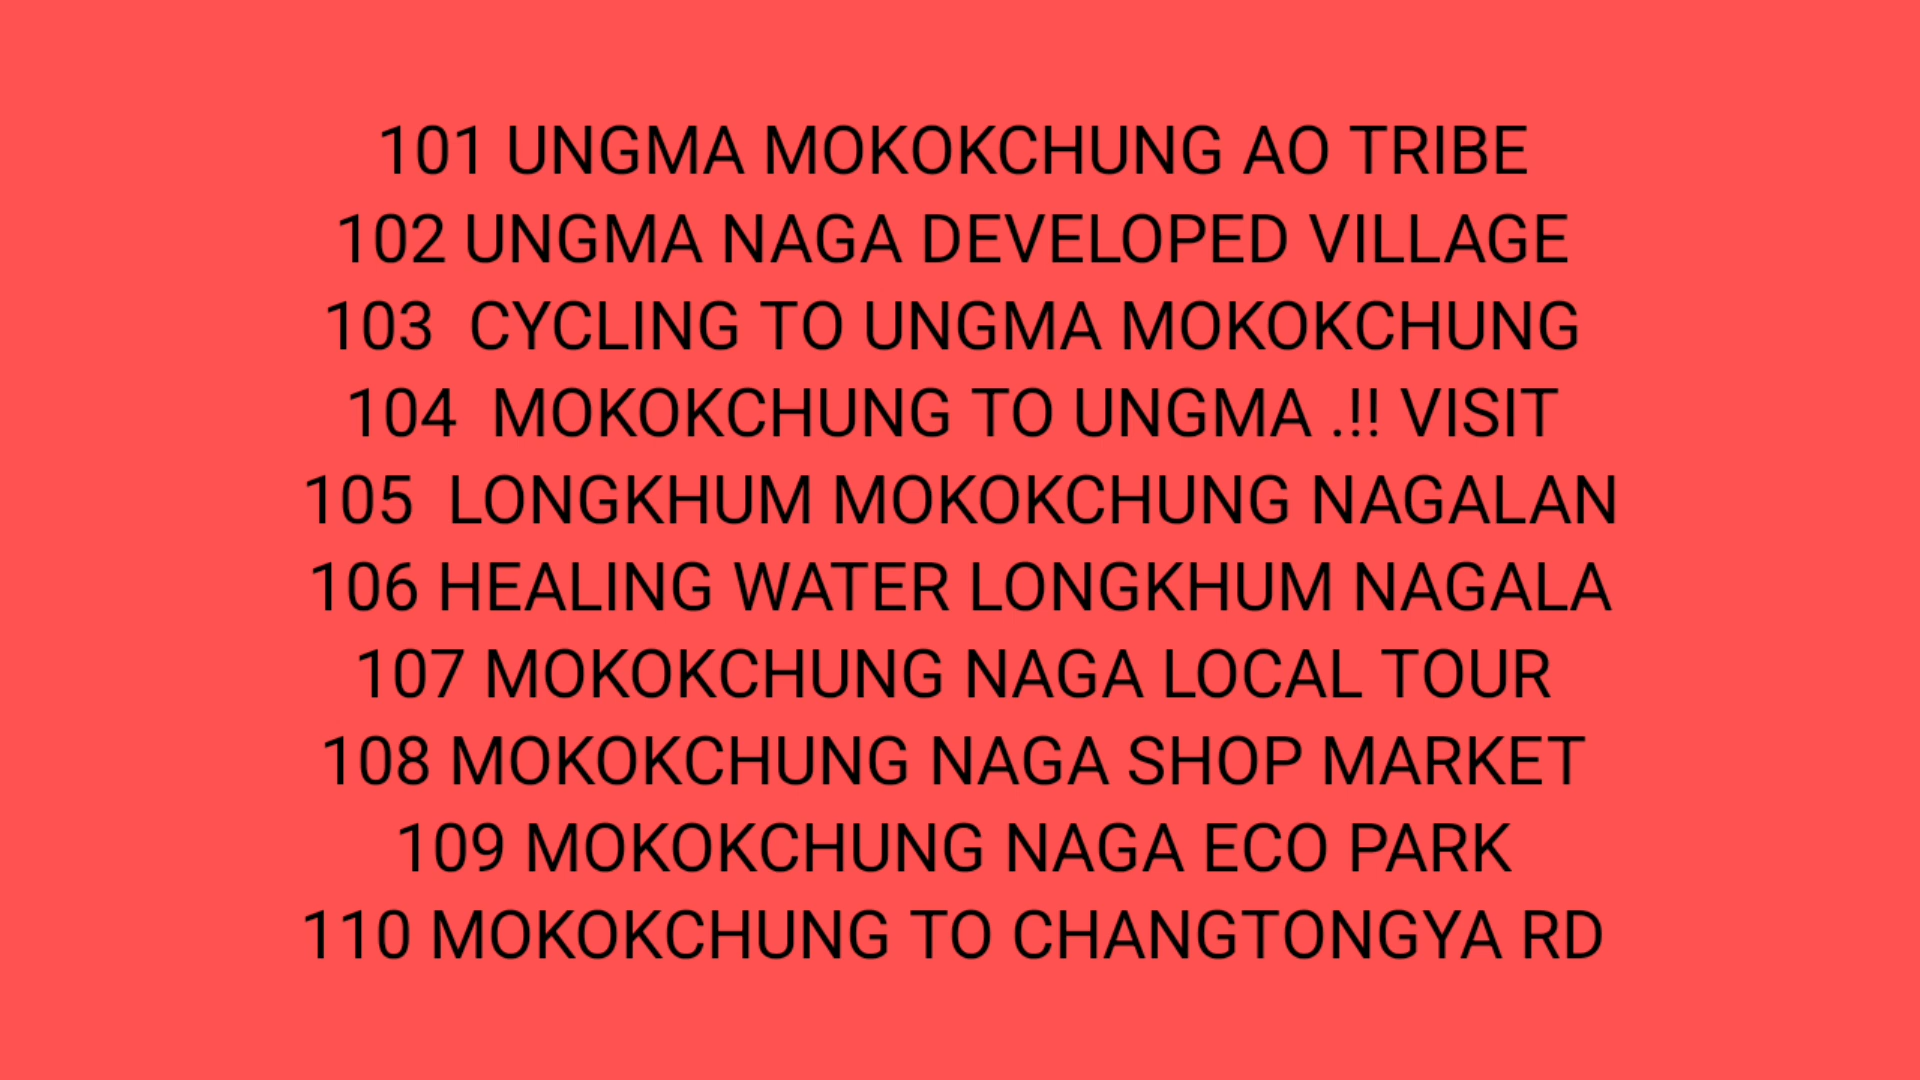 101 UNGMA MOKOKCHUNG AO TRIBE
102 UNGMA NAGA DEVELOPED VILLAGE
103  CYCLING TO UNGMA MOKOKCHUNG
104  MOKOKCHUNG TO UNGMA .!! VISIT
105  LONGKHUM MOKOKCHUNG NAGALAN
106 HEALING WATER LONGKHUM NAGALA
107 MOKOKCHUNG NAGA LOCAL TOUR
108 MOKOKCHUNG NAGA SHOP MARKET
109 MOKOKCHUNG NAGA ECO PARK
110 MOKOKCHUNG TO CHANGTONGYA RD